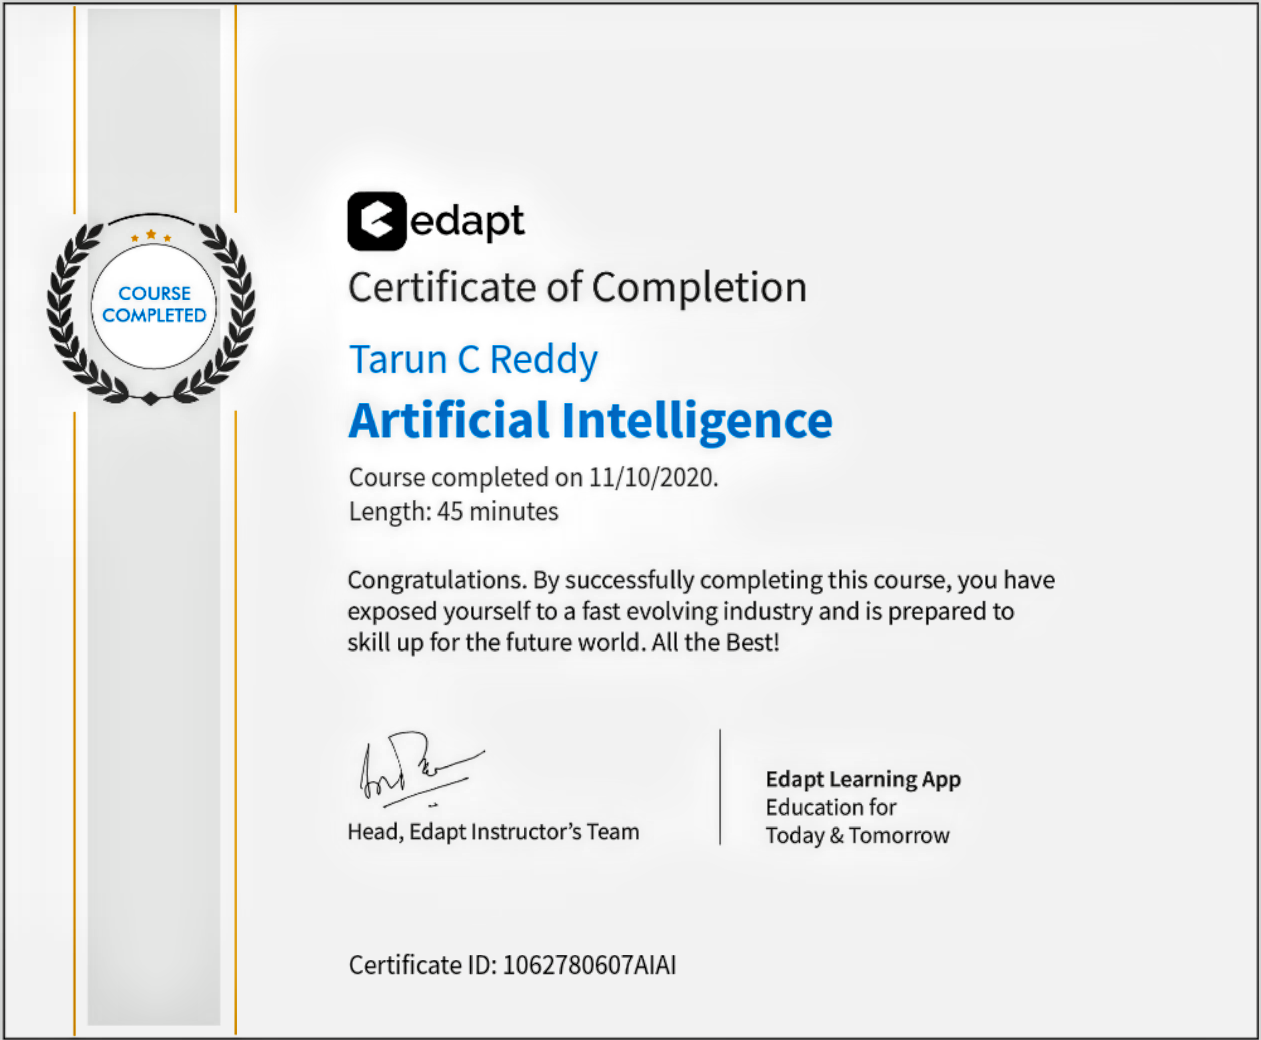 COURSE
COMPLETED
edapt
Certificate of Completion
Tarun C Reddy
Artificial Intelligence
Course completed on 11/10/2020.
Length: 45 minutes
Congratulations. By successfully completing this course, you have
exposed yourself to a fast evolving industry and is prepared to
skill up for the future world. All the Best!
Head, Edapt Instructor’s Team
Edapt Learning App
Education for
Today & Tomorrow
Certificate ID: 1062780607AIAI